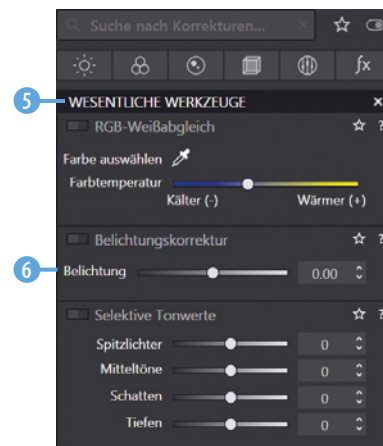 Suche nach Korrekturen...
fx
5 WESENTLICHE WERKZEUGE ×
RGB-Weißabgleich ?
Farbe auswählen
Farbtemperatur
Kälter (-) Wärmer (+)
Belichtungskorrektur ?
6 Belichtung 0.00
Selektive Tonwerte ?
Spitzlichter 0
Mitteltöne 0
Schatten 0
Tiefen 0